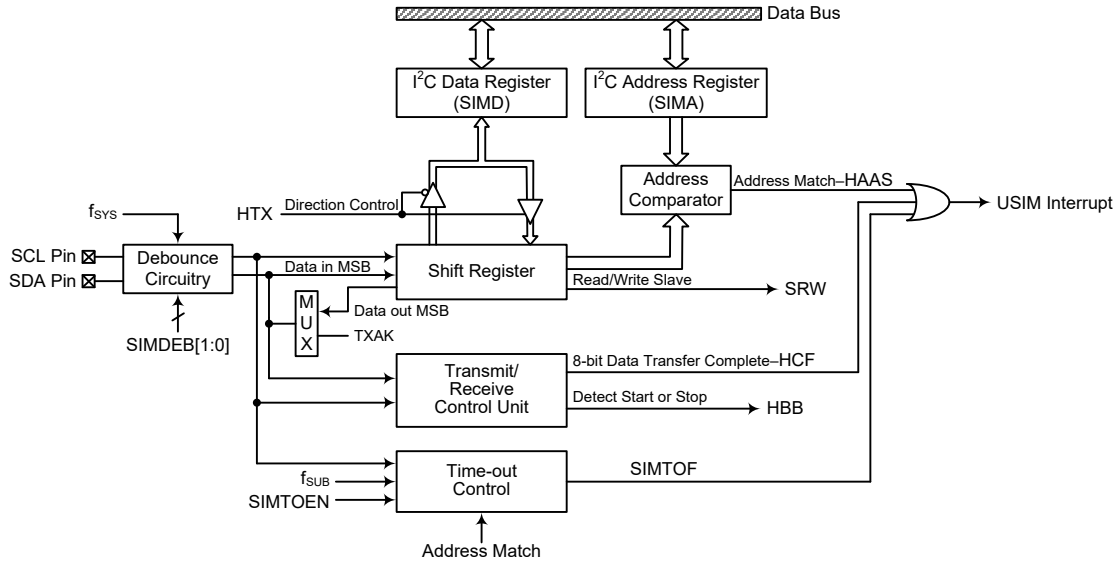 Data Bus
I²C Data Register
(SIMD)
I²C Address Register
(SIMA)
Address
Comparator
Address Match–HAAS
USIM Interrupt
HTX
Direction Control
fSYS
SCL Pin
SDA Pin
Debounce
Circuitry
SIMDEB[1:0]
Data in MSB
Shift Register
Read/Write Slave
SRW
MUX
Data out MSB
TXAK
Transmit/
Receive
Control Unit
8-bit Data Transfer Complete–HCF
Detect Start or Stop
HBB
fSUB
SIMTOEN
Time-out
Control
SIMTOF
Address Match